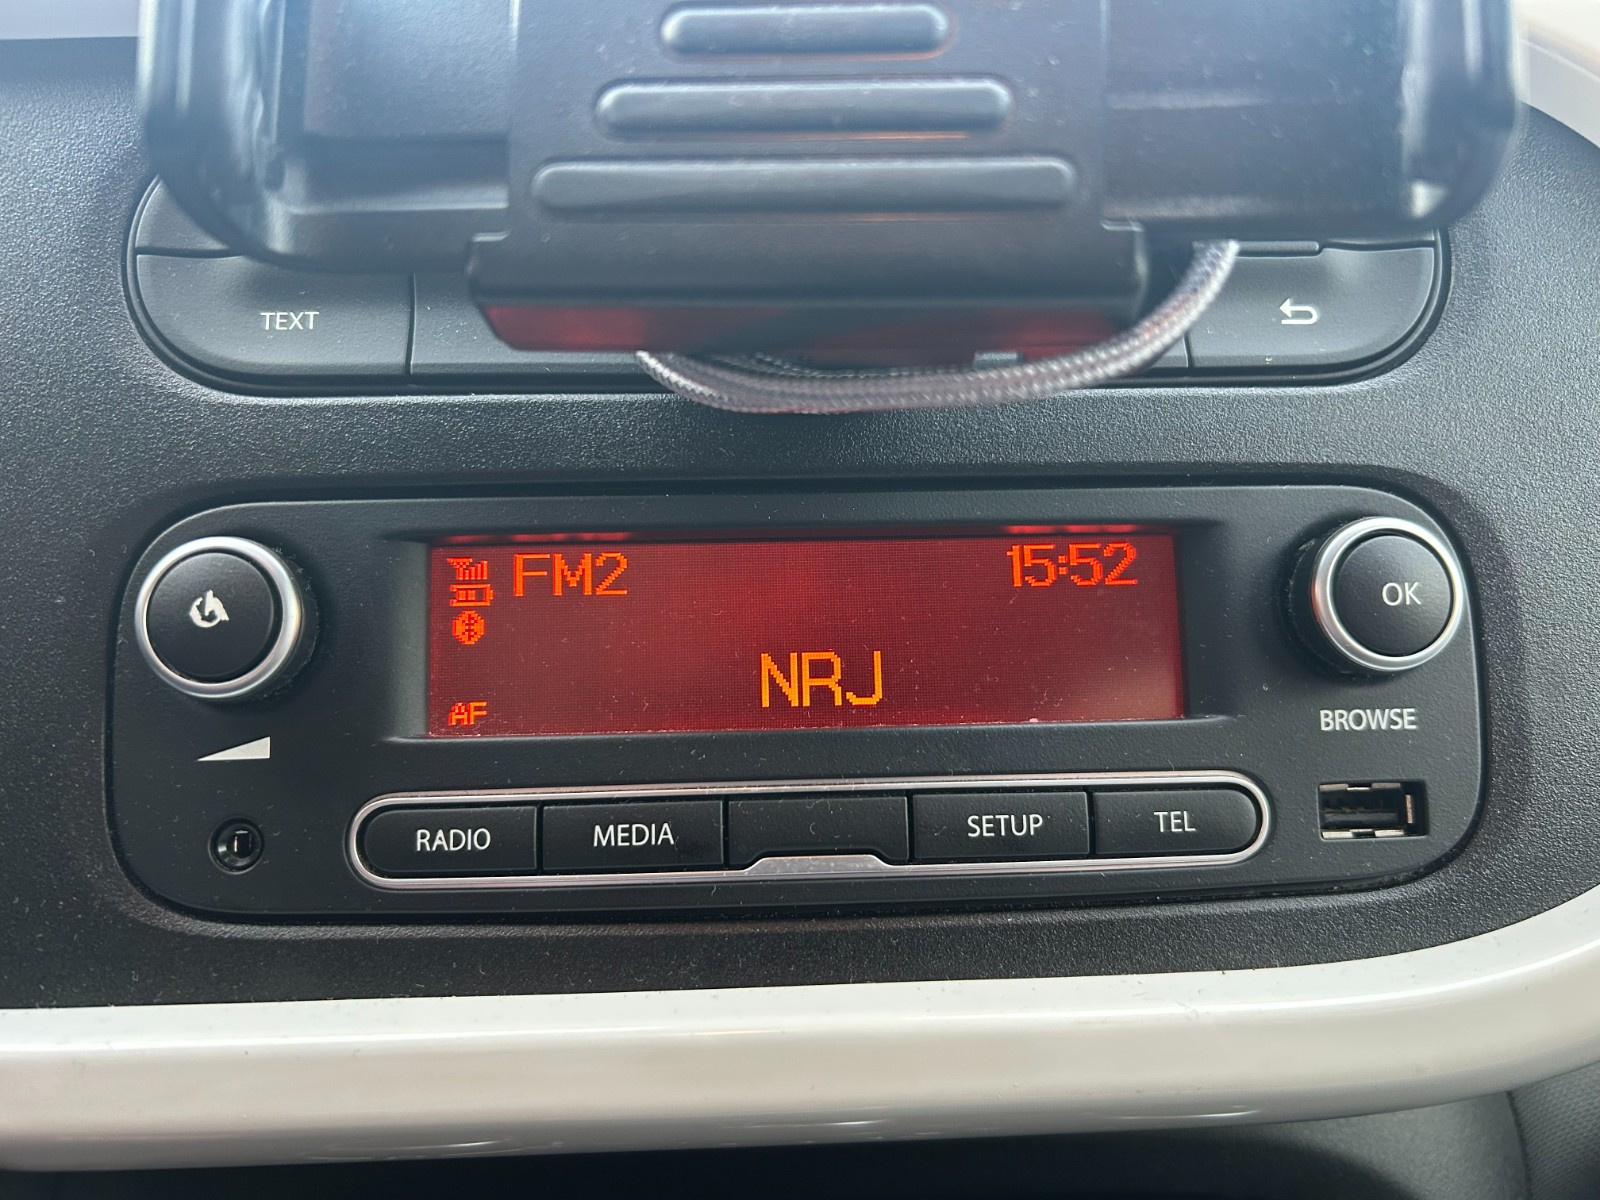 TEXT
FM2
15:52
NRJ
AF
OK
BROWSE
RADIO
MEDIA
SETUP
TEL